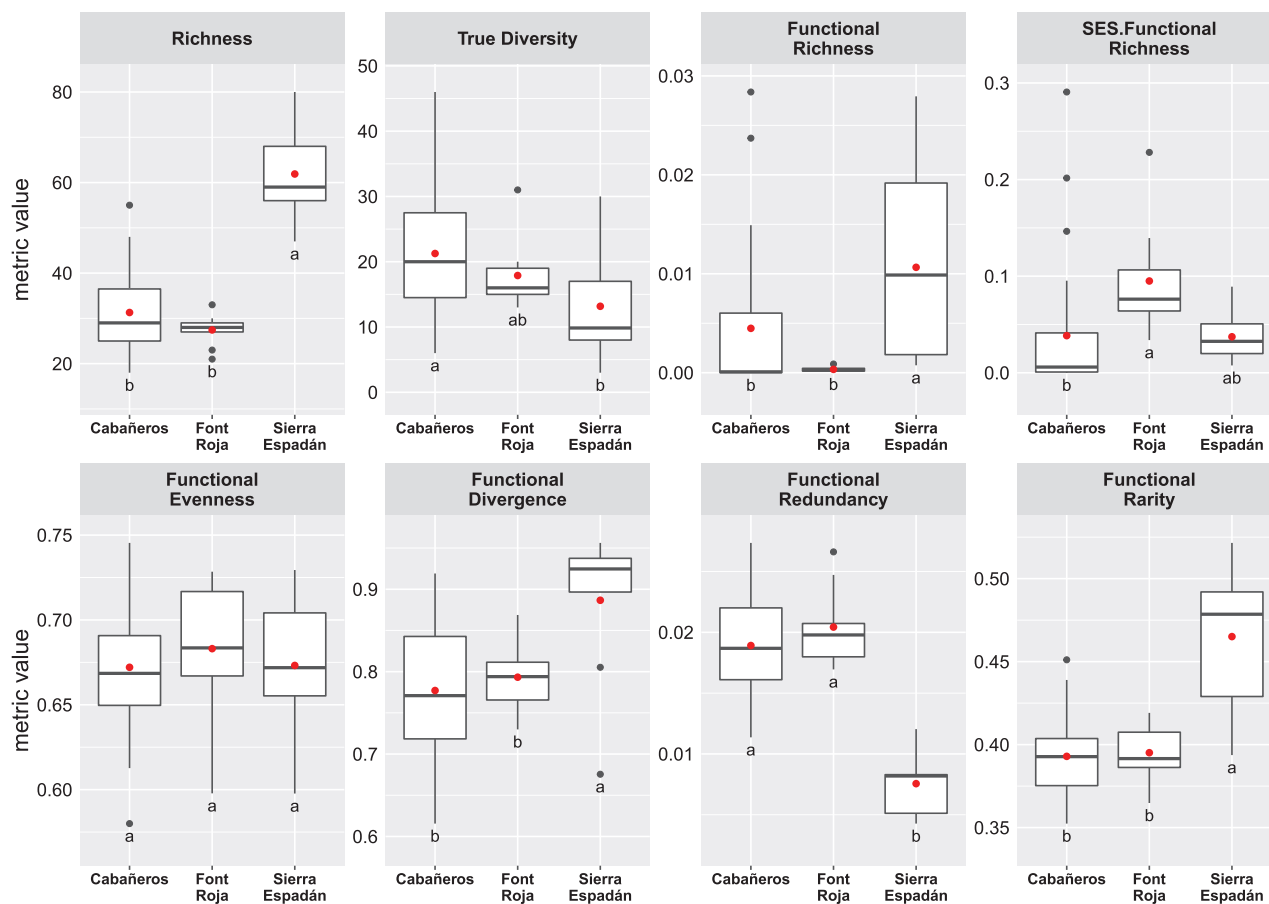 Richness
True Diversity
Functional
Richness
SES.Functional
Richness
metric value
80
60
40
20
a
b
b
50
40
30
20
10
0
a
ab
b
0.03
0.02
0.01
0.00
b
b
a
0.3
0.2
0.1
0.0
b
a
ab
Cabañeros
Font
Roja
Sierra
Espadán
Cabañeros
Font
Roja
Sierra
Espadán
Cabañeros
Font
Roja
Sierra
Espadán
Cabañeros
Font
Roja
Sierra
Espadán
Functional
Evenness
Functional
Divergence
Functional
Redundancy
Functional
Rarity
metric value
0.75
0.70
0.65
0.60
a
a
a
0.9
0.8
0.7
0.6
b
b
a
0.02
0.01
a
a
b
0.50
0.45
0.40
0.35
b
b
a
Cabañeros
Font
Roja
Sierra
Espadán
Cabañeros
Font
Roja
Sierra
Espadán
Cabañeros
Font
Roja
Sierra
Espadán
Cabañeros
Font
Roja
Sierra
Espadán